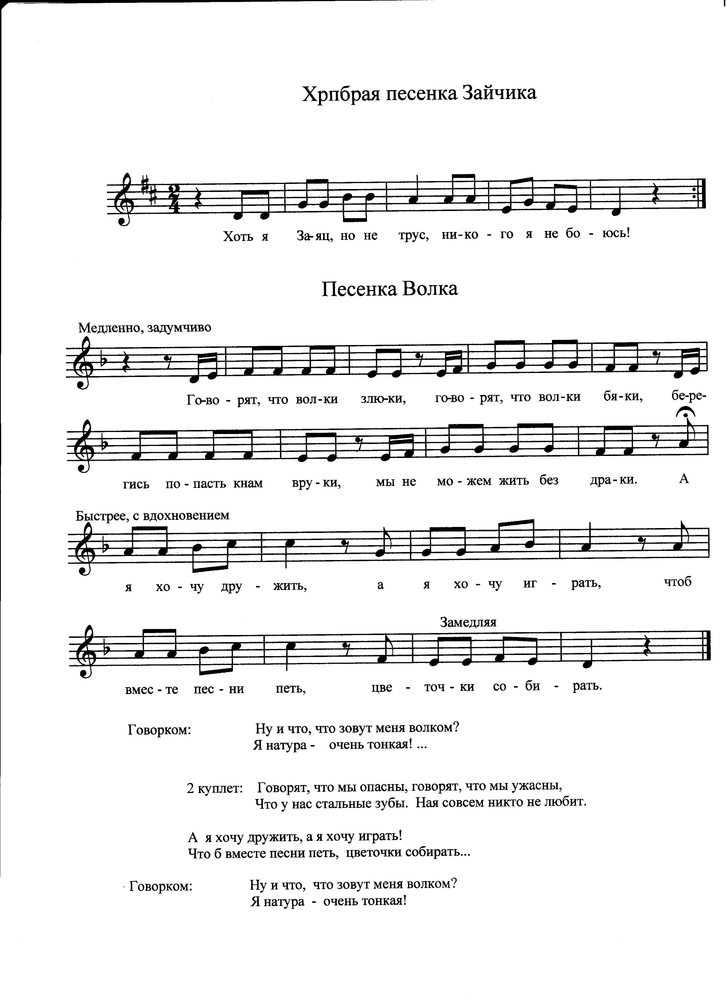 Хрпбрая песенка Зайчика
2
4
Хоть я За-яц, но не трус, ни-ко - го я не бо - юсь!
Песенка Волка
Медленно, задумчиво
Го-во - рят, что вол-ки злю-ки, го-во - рят, что вол-ки бя-ки, бе-ре-
гись по - пасть кнам вру - ки, мы не мо - жем жить без дра - ки. А
Быстрее, с вдохновением
я хо - чу дру - жить, а я хо - чу иг - рать, чтоб
Замедляя
вмес - те пес - ни петь, цве - точ - ки со - би - рать.
Говорком: Ну и что, что зовут меня волком?
Я натура - очень тонкая! ...
2 куплет: Говорят, что мы опасны, говорят, что мы ужасны,
Что у нас стальные зубы. Ная совсем никто не любит.
А я хочу дружить, а я хочу играть!
Что б вместе песни петь, цветочки собирать...
Говорком: Ну и что, что зовут меня волком?
Я натура - очень тонкая!